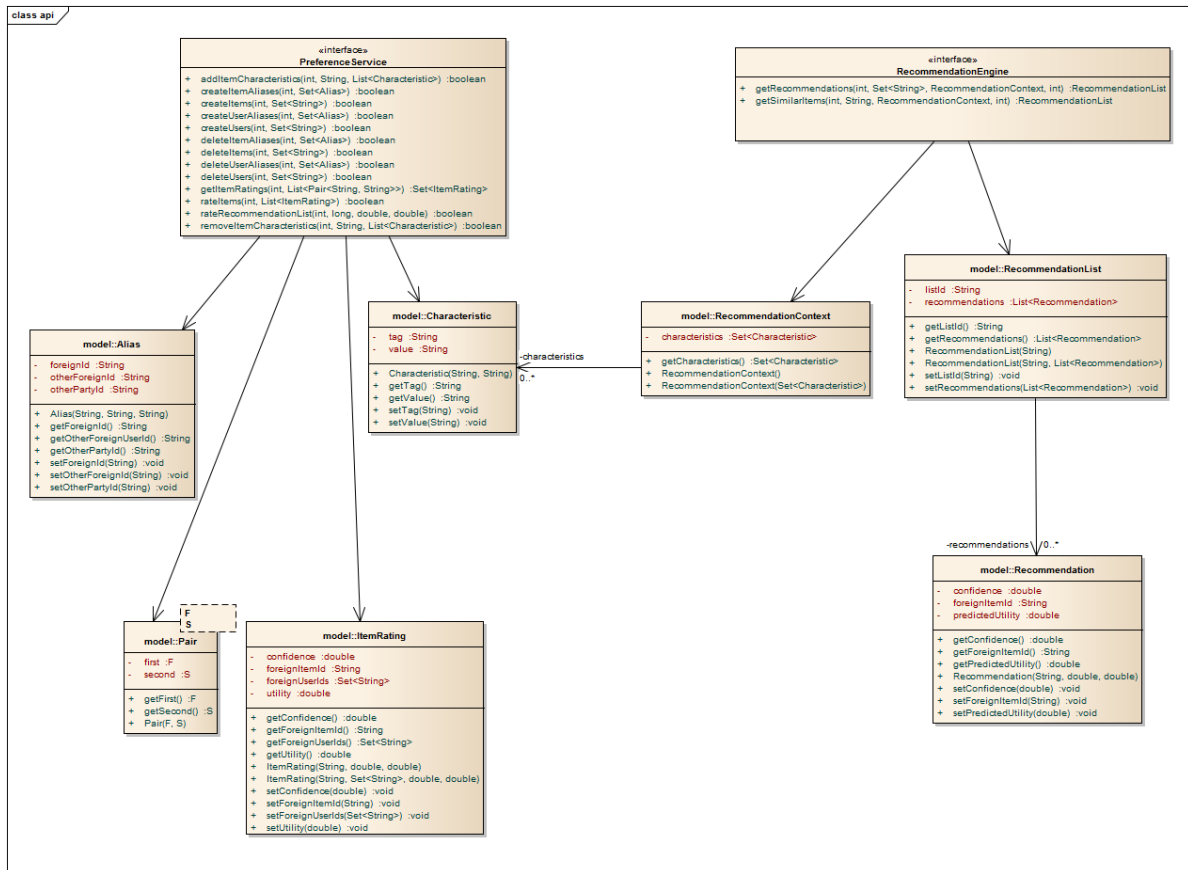 class api
«interface»
PreferenceService
+ addItemCharacteristics(int, String, List<Characteristic>) :boolean
+ createItemAliases(int, Set<Alias>) :boolean
+ createItems(int, Set<String>) :boolean
+ createUserAliases(int, Set<Alias>) :boolean
+ createUsers(int, Set<String>) :boolean
+ deleteItemAliases(int, Set<Alias>) :boolean
+ deleteItems(int, Set<String>) :boolean
+ deleteUserAliases(int, Set<Alias>) :boolean
+ deleteUsers(int, Set<String>) :boolean
+ getItemRatings(int, List<Pair<String, String>>) :Set<ItemRating>
+ rateItems(int, List<ItemRating>) :boolean
+ rateRecommendationList(int, long, double, double) :boolean
+ removeItemCharacteristics(int, String, List<Characteristic>) :boolean
«interface»
RecommendationEngine
+ getRecommendations(int, Set<String>, RecommendationContext, int) :RecommendationList
+ getSimilarItems(int, String, RecommendationContext, int) :RecommendationList
model::RecommendationList
- listId :String
- recommendations :List<Recommendation>
+ getListId() :String
+ getRecommendations() :List<Recommendation>
+ RecommendationList(String)
+ RecommendationList(String, List<Recommendation>)
+ setListId(String) :void
+ setRecommendations(List<Recommendation>) :void
model::Characteristic
- tag :String
- value :String
+ Characteristic(String, String)
+ getTag() :String
+ getValue() :String
+ setTag(String) :void
+ setValue(String) :void
-characteristics
0..*
model::RecommendationContext
- characteristics :Set<Characteristic>
+ getCharacteristics() :Set<Characteristic>
+ RecommendationContext()
+ RecommendationContext(Set<Characteristic>)
model::Alias
- foreignId :String
- otherForeignId :String
- otherPartyId :String
+ Alias(String, String, String)
+ getForeignId() :String
+ getOtherForeignUserId() :String
+ getOtherPartyId() :String
+ setForeignId(String) :void
+ setOtherForeignId(String) :void
+ setOtherPartyId(String) :void
-recommendations
0..*
model::Recommendation
- confidence :double
- foreignItemId :String
- predictedUtility :double
+ getConfidence() :double
+ getForeignItemId() :String
+ getPredictedUtility() :double
+ Recommendation(String, double, double)
+ setConfidence(double) :void
+ setForeignItemId(String) :void
+ setPredictedUtility(double) :void
F
S
model::Pair
- first :F
- second :S
+ getFirst() :F
+ getSecond() :S
+ Pair(F, S)
model::ItemRating
- confidence :double
- foreignItemId :String
- foreignUserIds :Set<String>
- utility :double
+ getConfidence() :double
+ getForeignItemId() :String
+ getForeignUserIds() :Set<String>
+ getUtility() :double
+ ItemRating(String, double, double)
+ ItemRating(String, Set<String>, double, double)
+ setConfidence(double) :void
+ setForeignItemId(String) :void
+ setForeignUserIds(Set<String>) :void
+ setUtility(double) :void